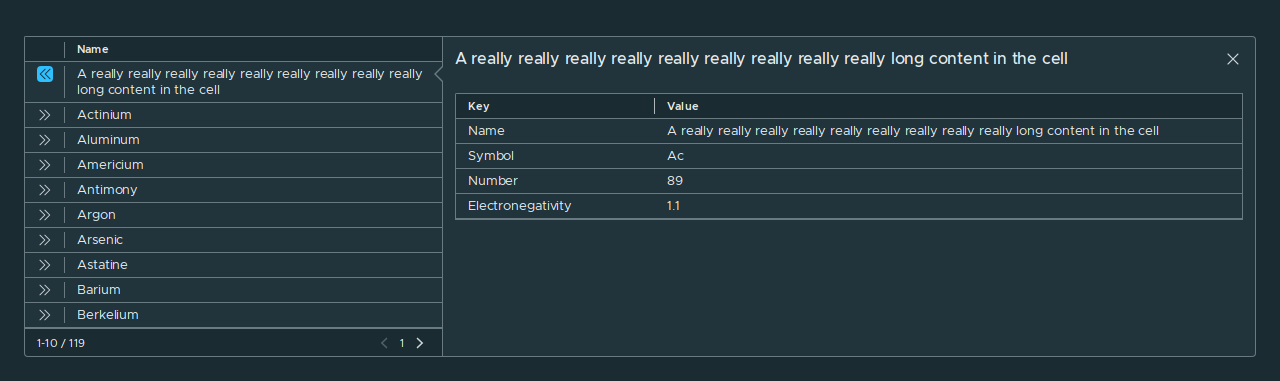 Name
A really really really really really really really really really
long content in the cell
Actinium
Aluminum
Americium
Antimony
Argon
Arsenic
Astatine
Barium
Berkelium
1-10 / 119
1
A really really really really really really really really really long content in the cell
Key Value
Name A really really really really really really really really really long content in the cell
Symbol Ac
Number 89
Electronegativity 1.1